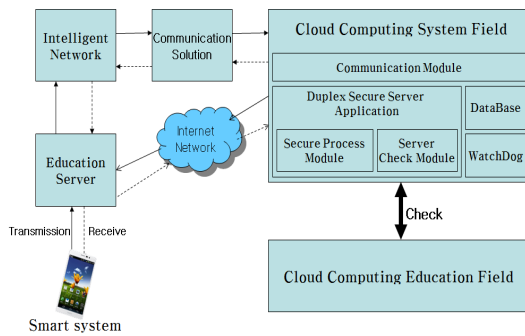 Intelligent
Network
Communication
Solution
Cloud Computing System Field
Communication Module
Duplex Secure Server
Application
DataBase
Secure Process
Module
Server
Check Module
WatchDog
Internet
Network
Education
Server
Transmission
Receive
Check
Cloud Computing Education Field
Smart system